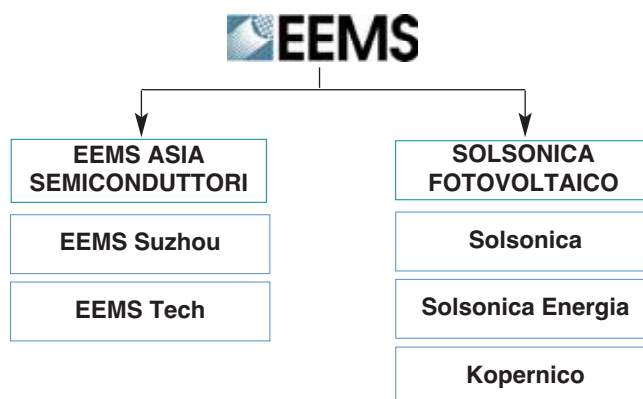 EEMS
EEMS ASIA
SEMICONDUTTORI
EEMS Suzhou
EEMS Tech
SOLSONICA
FOTOVOLTAICO
Solsonica
Solsonica Energia
Kopernico